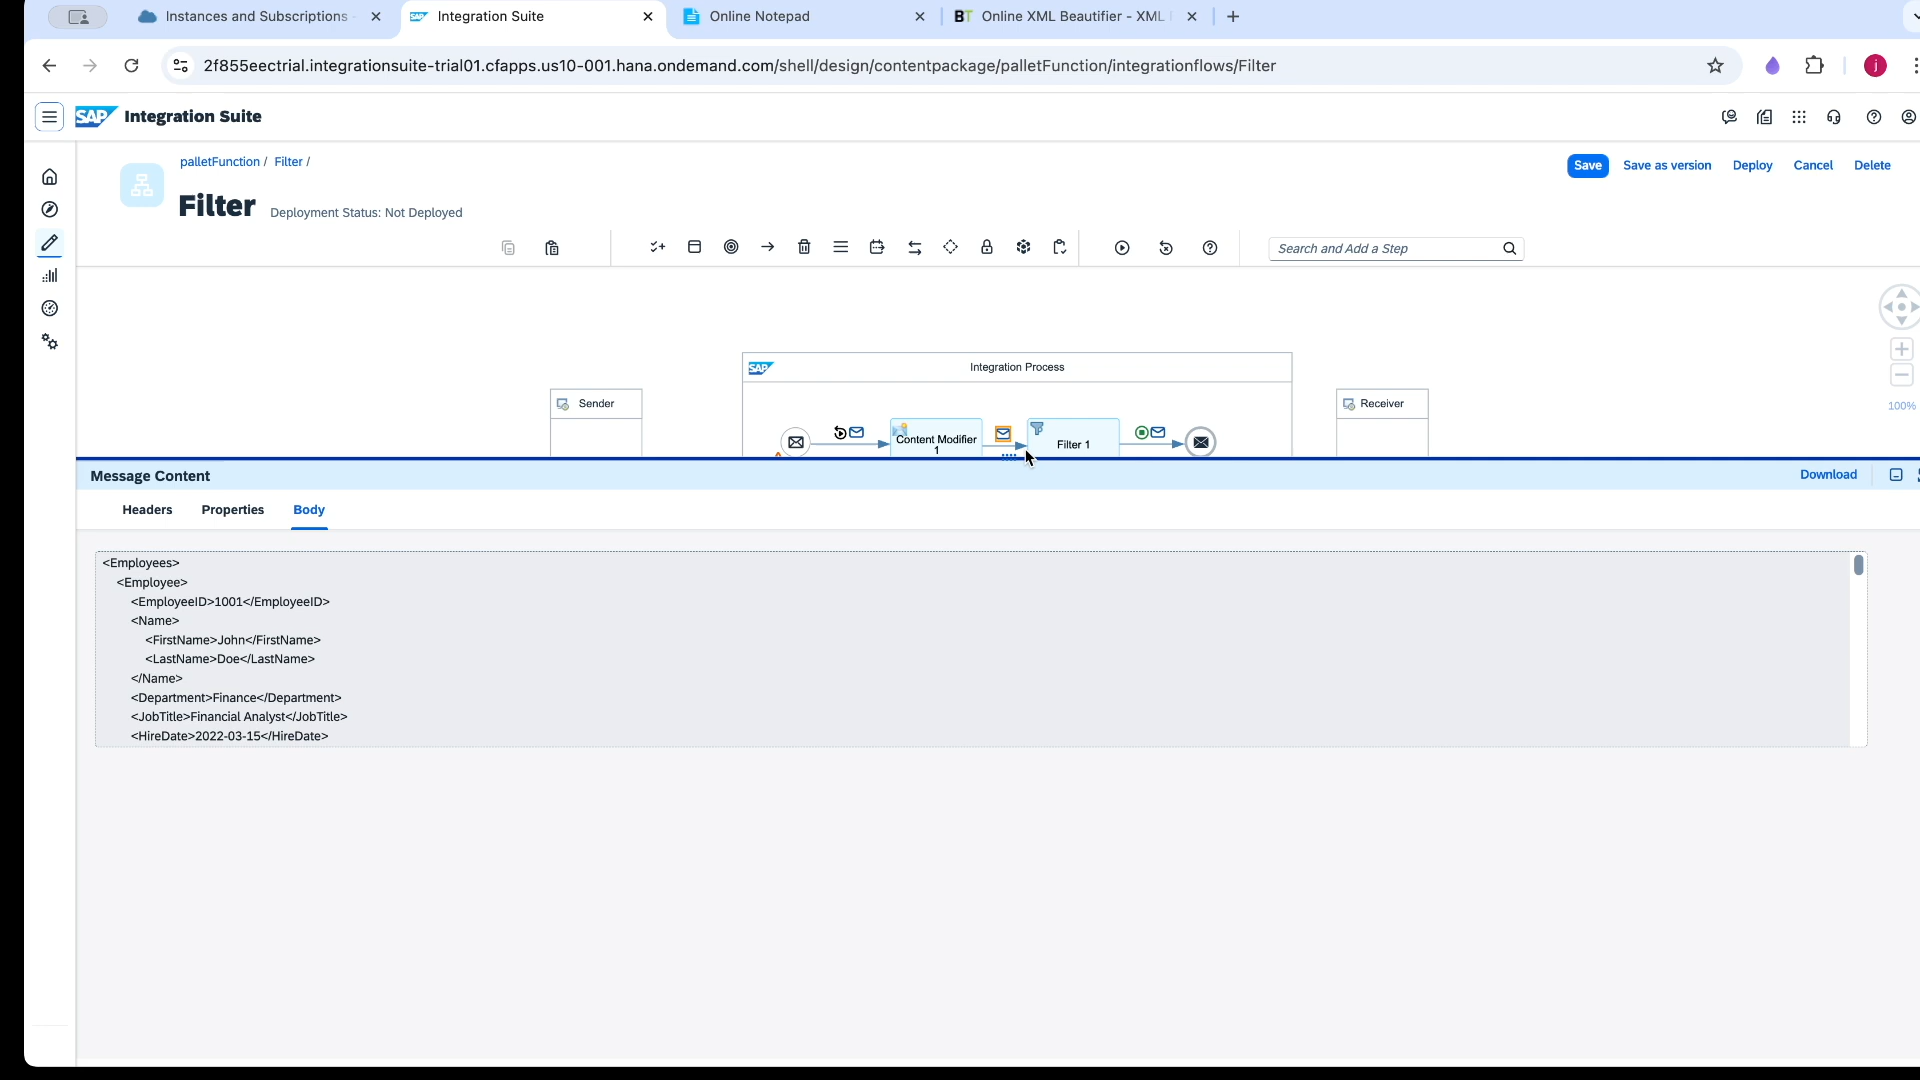 Instances and Subscriptions
Integration Suite
Online Notepad
BT Online XML Beautifier - XML
2f855eectrial.integrationsuite-trial01.cfapps.us10-001.hana.ondemand.com/shell/design/contentpackage/palletFunction/integrationflows/Filter
j
SAP Integration Suite
palletFunction / Filter /
Save
Save as version
Deploy
Cancel
Delete
Filter
Deployment Status: Not Deployed
Search and Add a Step
SAP
Integration Process
Sender
Receiver
Content Modifier
1
Filter 1
100%
Message Content
Download
Headers
Properties
Body
<Employees>
<Employee>
<EmployeeID>1001</EmployeeID>
<Name>
<FirstName>John</FirstName>
<LastName>Doe</LastName>
</Name>
<Department>Finance</Department>
<JobTitle>Financial Analyst</JobTitle>
<HireDate>2022-03-15</HireDate>